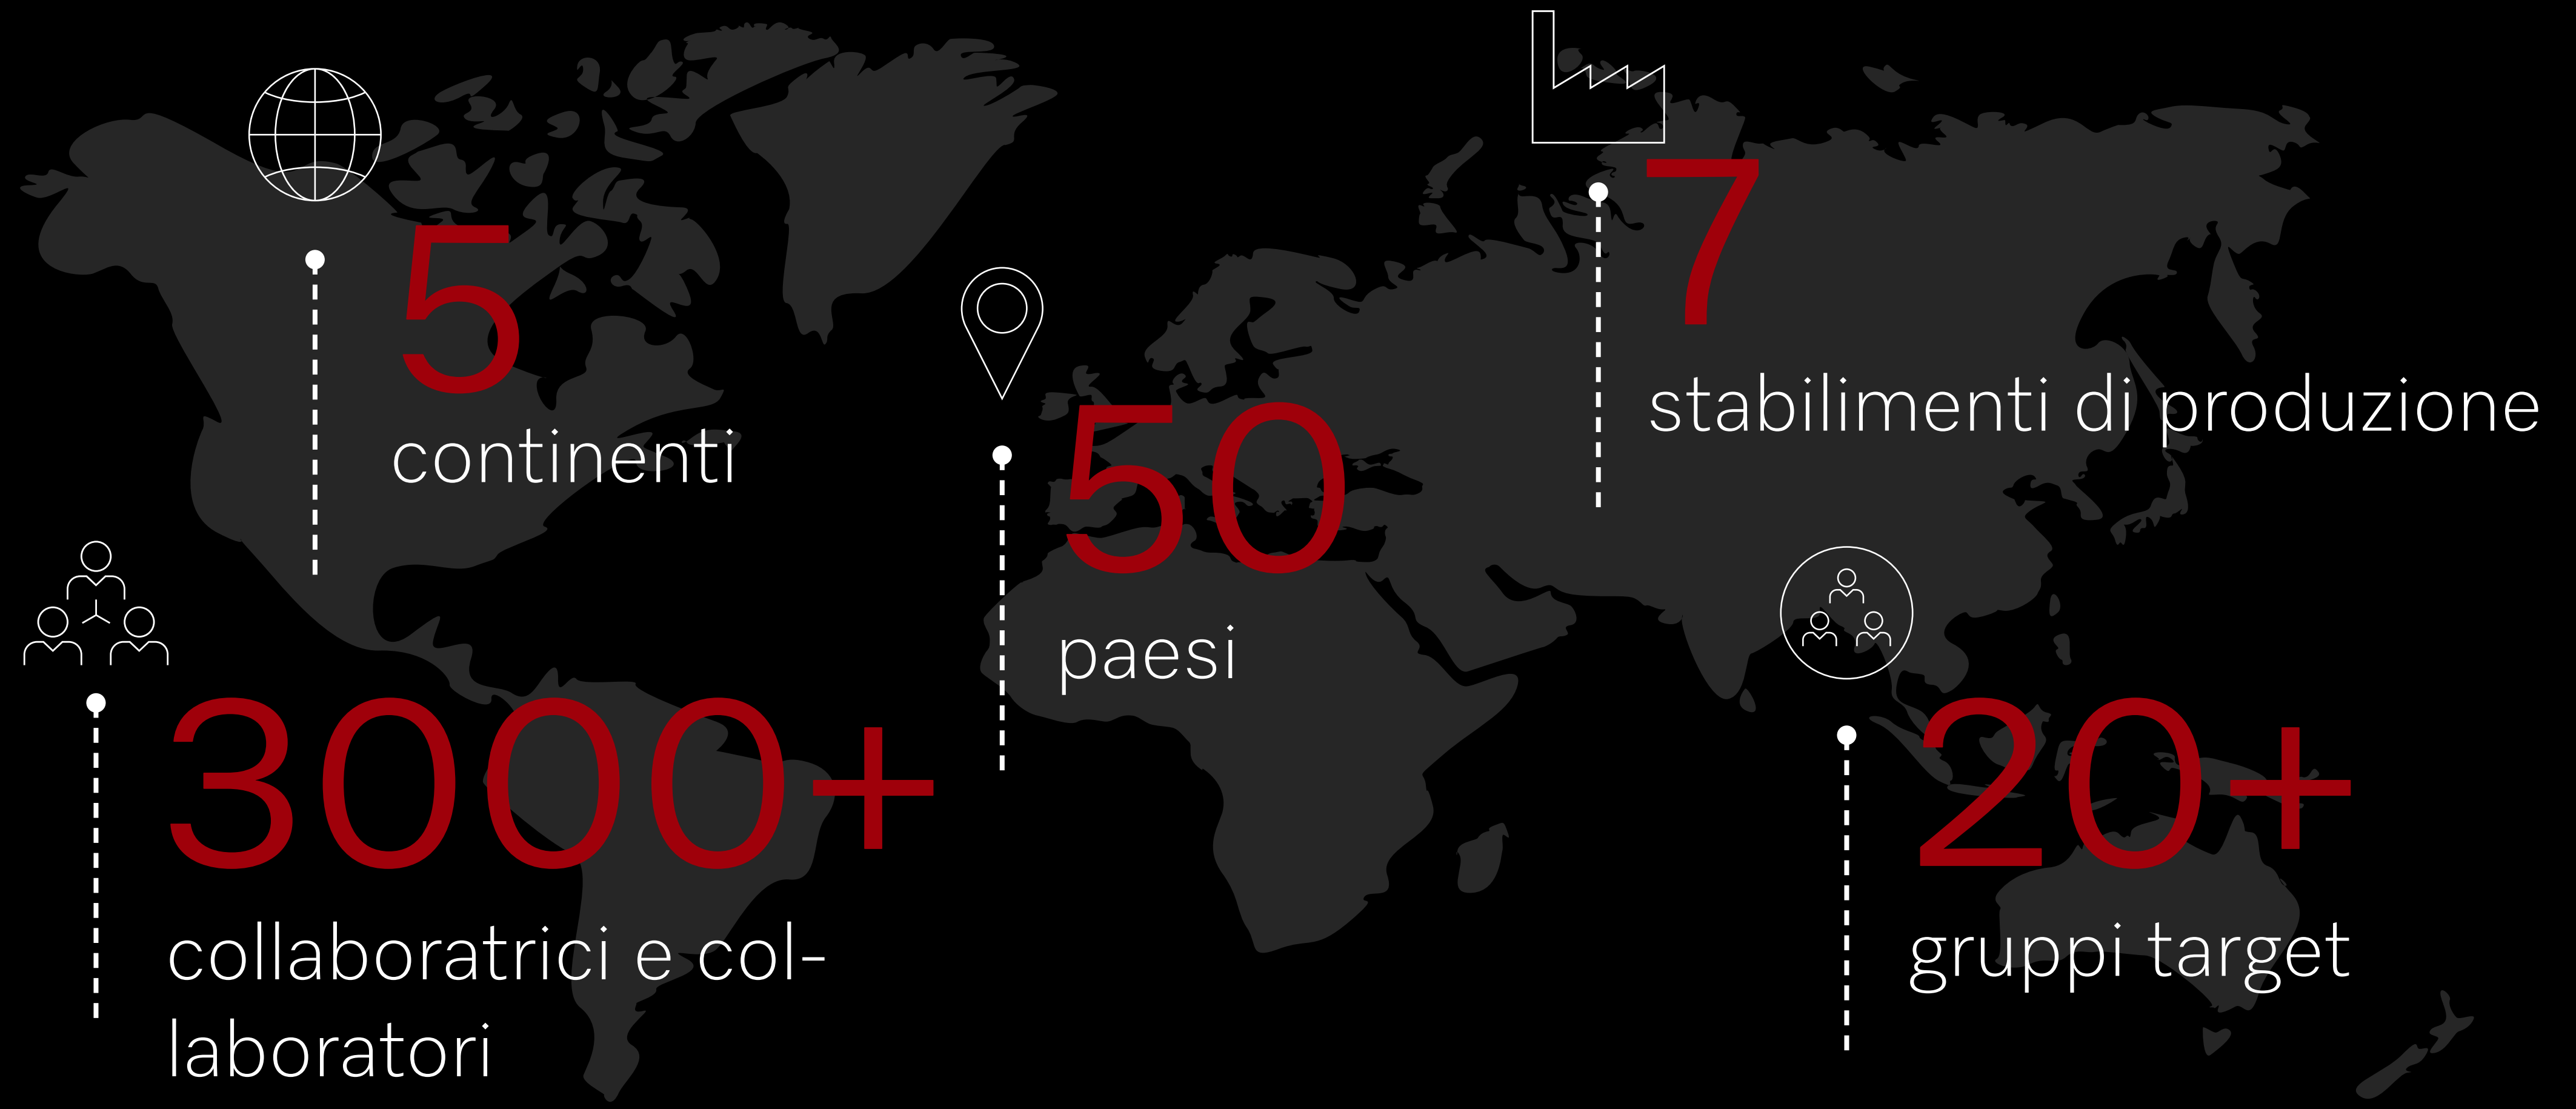 5
continenti
7
stabilimenti di produzione
50
paesi
3000+
collaboratrici e col-
laboratori
20+
gruppi target